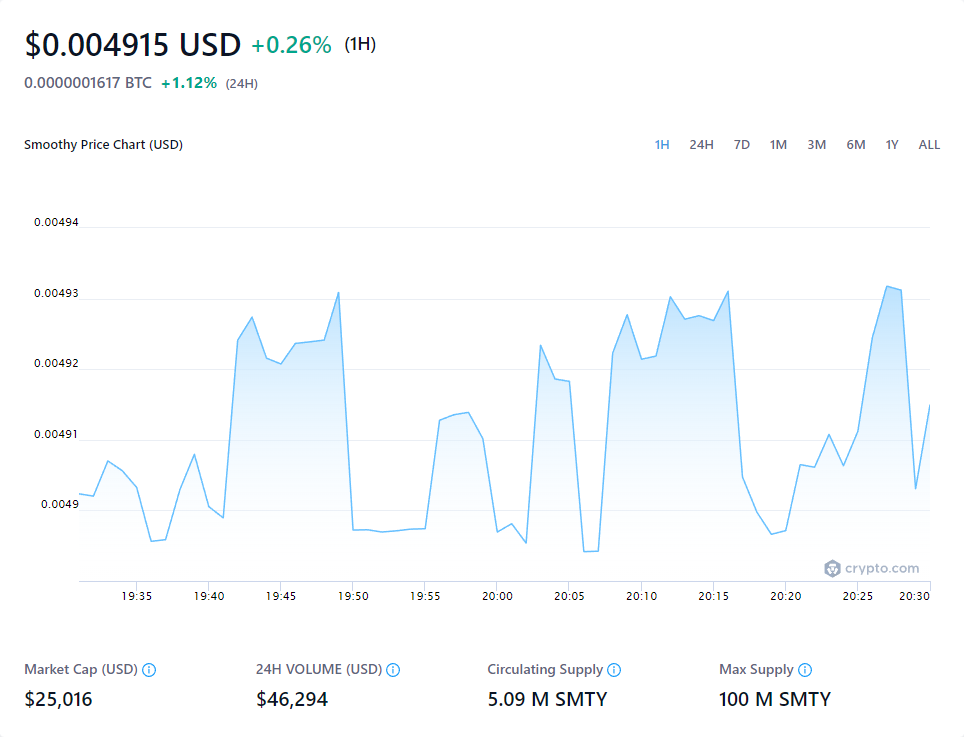 $0.004915 USD +0.26% (1H)
0.0000001617 BTC +1.12% (24H)
Smoothy Price Chart (USD) 1H 24H 7D 1M 3M 6M 1Y ALL
0.00494
0.00493
0.00492
0.00491
0.0049
crypto.com
19:35 19:40 19:45 19:50 19:55 20:00 20:05 20:10 20:15 20:20 20:25 20:30
Market Cap (USD) 24H VOLUME (USD) Circulating Supply Max Supply
$25,016 $46,294 5.09 M SMTY 100 M SMTY